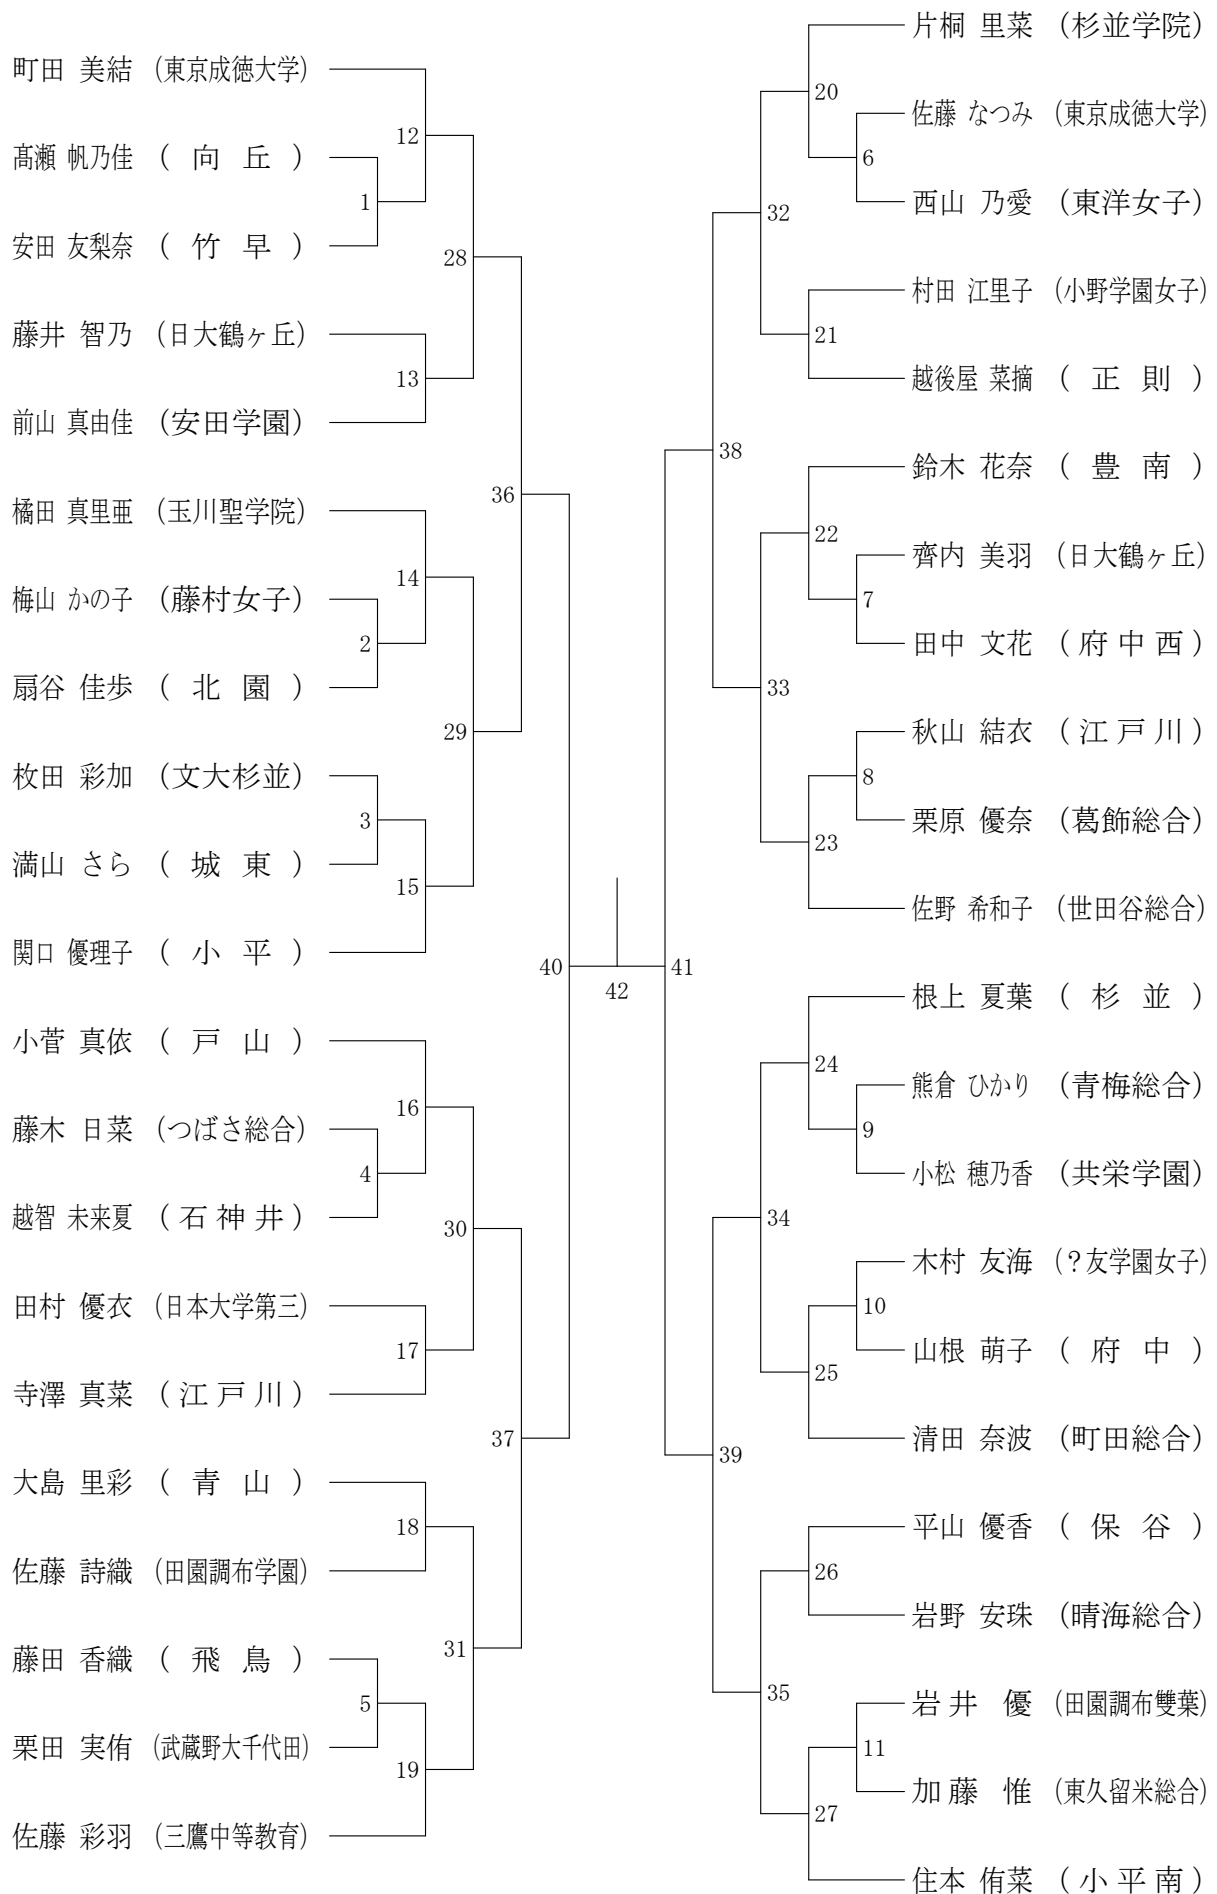 町田 美結 (東京成徳大学)
髙瀬 帆乃佳 ( 向 丘 )
安田 友梨奈 ( 竹 早 )
藤井 智乃 (日大鶴ヶ丘)
前山 真由佳 (安田学園)
橘田 真里亜 (玉川聖学院)
梅山 かの子 (藤村女子)
扇谷 佳歩 ( 北 園 )
枚田 彩加 (文大杉並)
満山 さら ( 城 東 )
関口 優理子 ( 小 平 )
小菅 真依 ( 戸 山 )
藤木 日菜 (つばさ総合)
越智 未来夏 ( 石 神 井 )
田村 優衣 (日本大学第三)
寺澤 真菜 ( 江 戸 川 )
大島 里彩 ( 青 山 )
佐藤 詩織 (田園調布学園)
藤田 香織 ( 飛 鳥 )
栗田 実侑 (武蔵野大千代田)
佐藤 彩羽 (三鷹中等教育)
1
2
3
4
5
12
13
14
15
16
17
18
19
28
29
30
31
36
37
40
42
41
38
39
32
33
34
35
20
21
22
23
24
25
26
27
6
7
8
9
10
11
片桐 里菜 (杉並学院)
佐藤 なつみ (東京成徳大学)
西山 乃愛 (東洋女子)
村田 江里子 (小野学園女子)
越後屋 菜摘 ( 正 則 )
鈴木 花奈 ( 豊 南 )
齊内 美羽 (日大鶴ヶ丘)
田中 文花 ( 府 中 西 )
秋山 結衣 ( 江 戸 川 )
栗原 優奈 (葛飾総合)
佐野 希和子 (世田谷総合)
根上 夏葉 ( 杉 並 )
熊倉 ひかり (青梅総合)
小松 穂乃香 (共栄学園)
木村 友海 (?友学園女子)
山根 萌子 ( 府 中 )
清田 奈波 (町田総合)
平山 優香 ( 保 谷 )
岩野 安珠 (晴海総合)
岩 井 優 (田園調布雙葉)
加 藤 惟 (東久留米総合)
住本 侑菜 ( 小 平 南 )